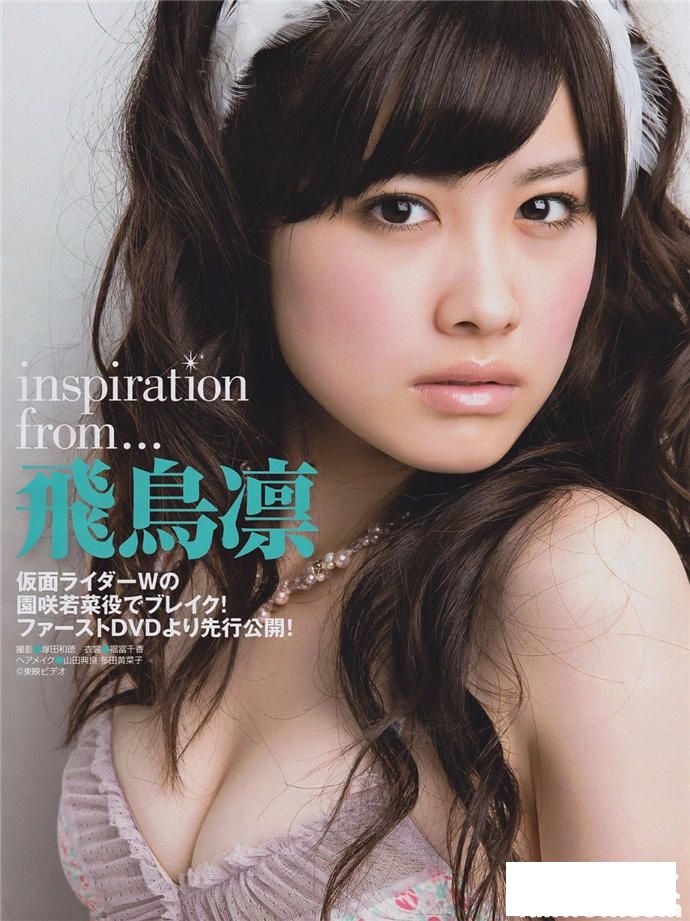 inspiration
from...
飛鳥凛
仮面ライダーWの
園咲若菜役でブレイク!
ファーストDVDより先行公開!
撮影●塚田和徳 衣装●福富千香
ヘアメイク●山田典良 多田黄菜子
©東映ビデオ